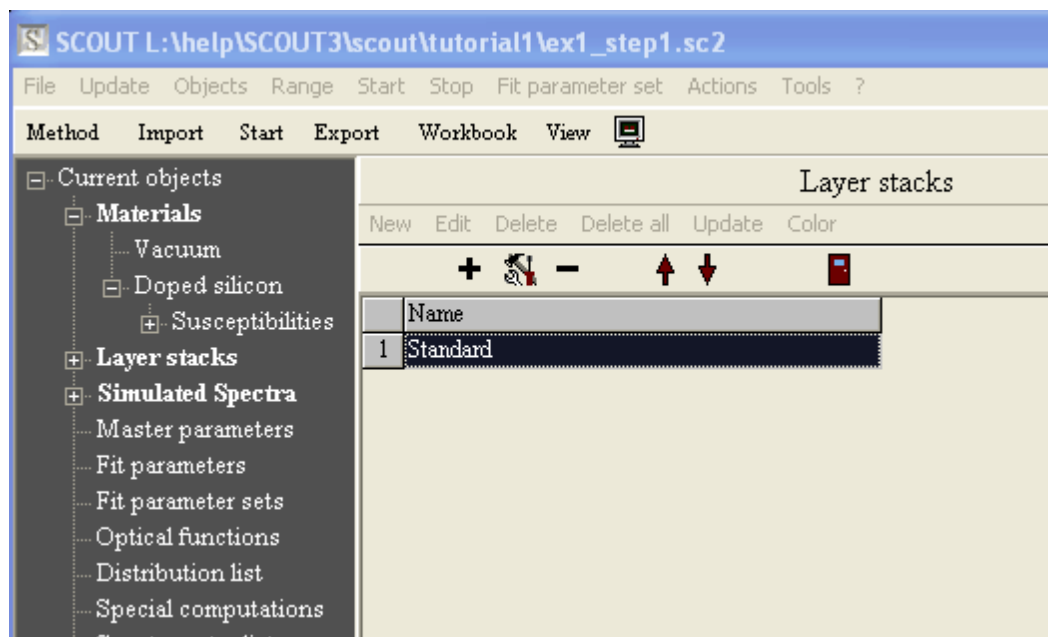 SCOUT L:\help\SCOUT3\scout\tutorial1\ex1_step1.sc2
File Update Objects Range Start Stop Fit parameter set Actions Tools ?
Method Import Start Export Workbook View
Current objects
Materials
Vacuum
Doped silicon
Susceptibilities
Layer stacks
Simulated Spectra
Master parameters
Fit parameters
Fit parameter sets
Optical functions
Distribution list
Special computations
Layer stacks
New Edit Delete Delete all Update Color
Name
1 Standard